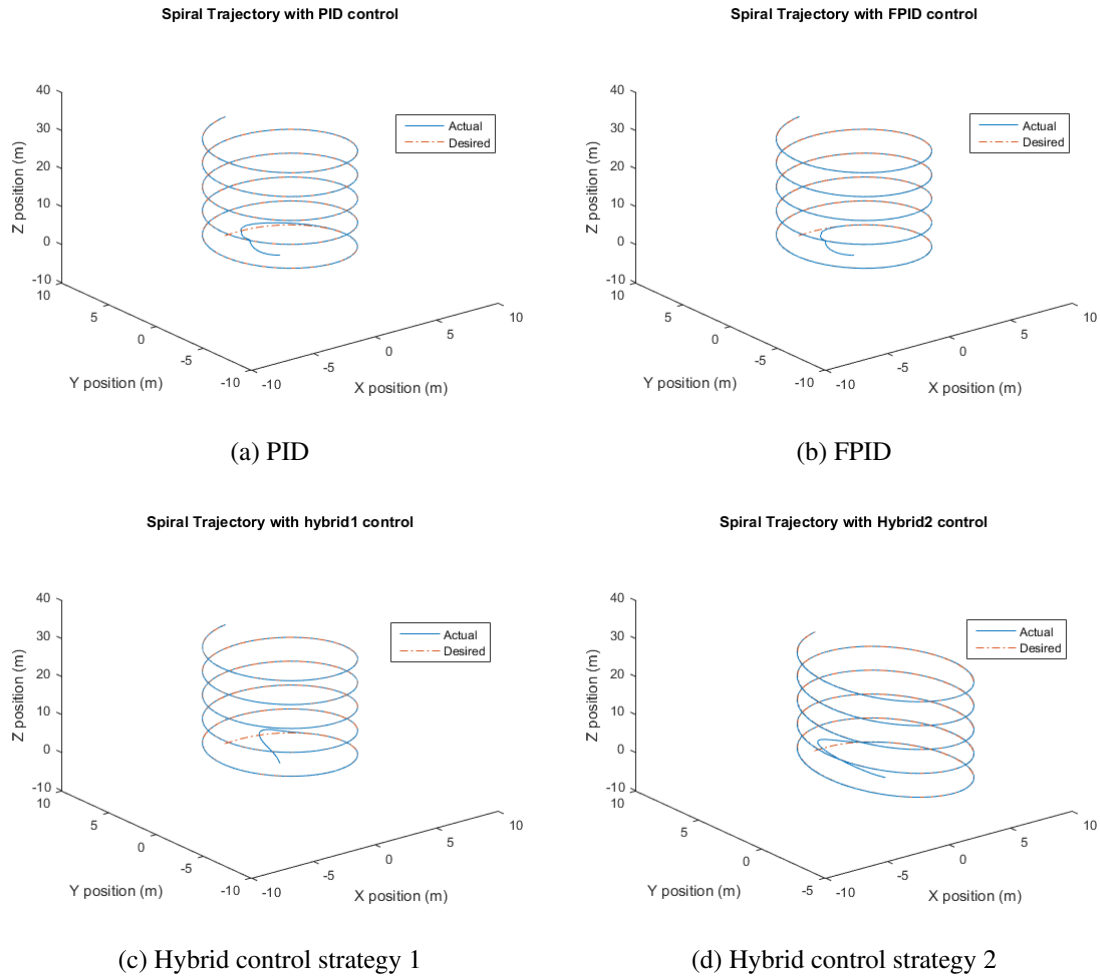 Spiral Trajectory with PID control
40
30
20
10
0
-10
Z position (m)
10
5
0
-5
-10
Y position (m)
-10
-5
0
5
10
X position (m)
Actual
Desired
(a) PID
Spiral Trajectory with FPID control
40
30
20
10
0
-10
Z position (m)
10
5
0
-5
-10
Y position (m)
-10
-5
0
5
10
X position (m)
Actual
Desired
(b) FPID
Spiral Trajectory with hybrid1 control
40
30
20
10
0
-10
Z position (m)
10
5
0
-5
-10
Y position (m)
-10
-5
0
5
10
X position (m)
Actual
Desired
(c) Hybrid control strategy 1
Spiral Trajectory with Hybrid2 control
40
30
20
10
0
-10
Z position (m)
10
5
0
-5
Y position (m)
-10
-5
0
5
10
X position (m)
Actual
Desired
(d) Hybrid control strategy 2